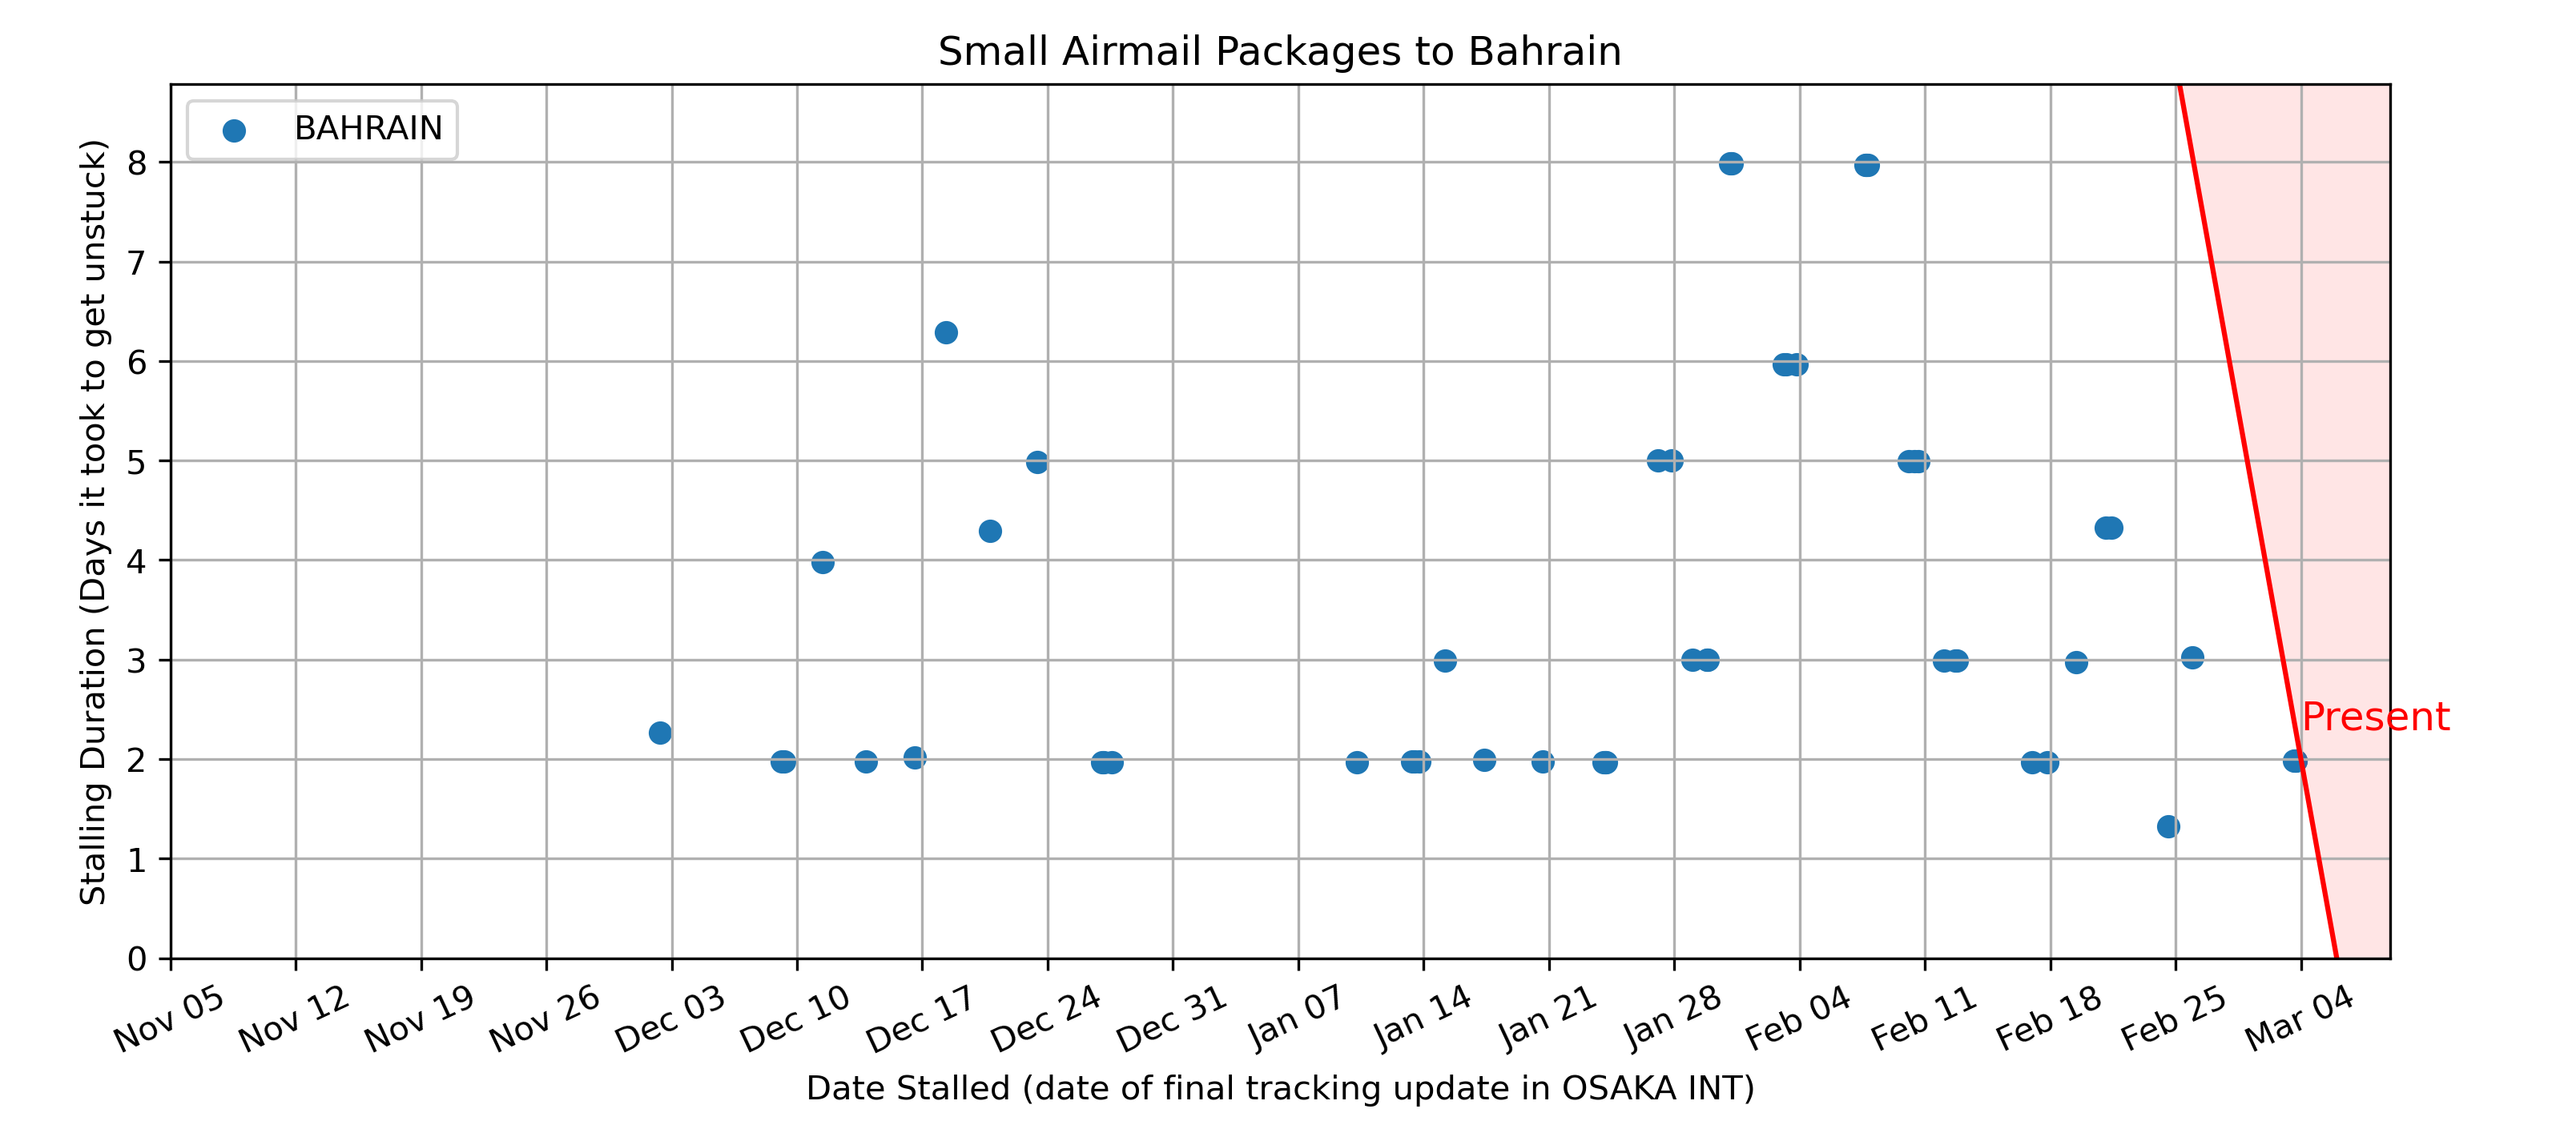 Small Airmail Packages to Bahrain
BAHRAIN
Stalling Duration (Days it took to get unstuck)
8
7
6
5
4
3
2
1
0
Present
Nov 05
Nov 12
Nov 19
Nov 26
Dec 03
Dec 10
Dec 17
Dec 24
Dec 31
Jan 07
Jan 14
Jan 21
Jan 28
Feb 04
Feb 11
Feb 18
Feb 25
Mar 04
Date Stalled (date of final tracking update in OSAKA INT)